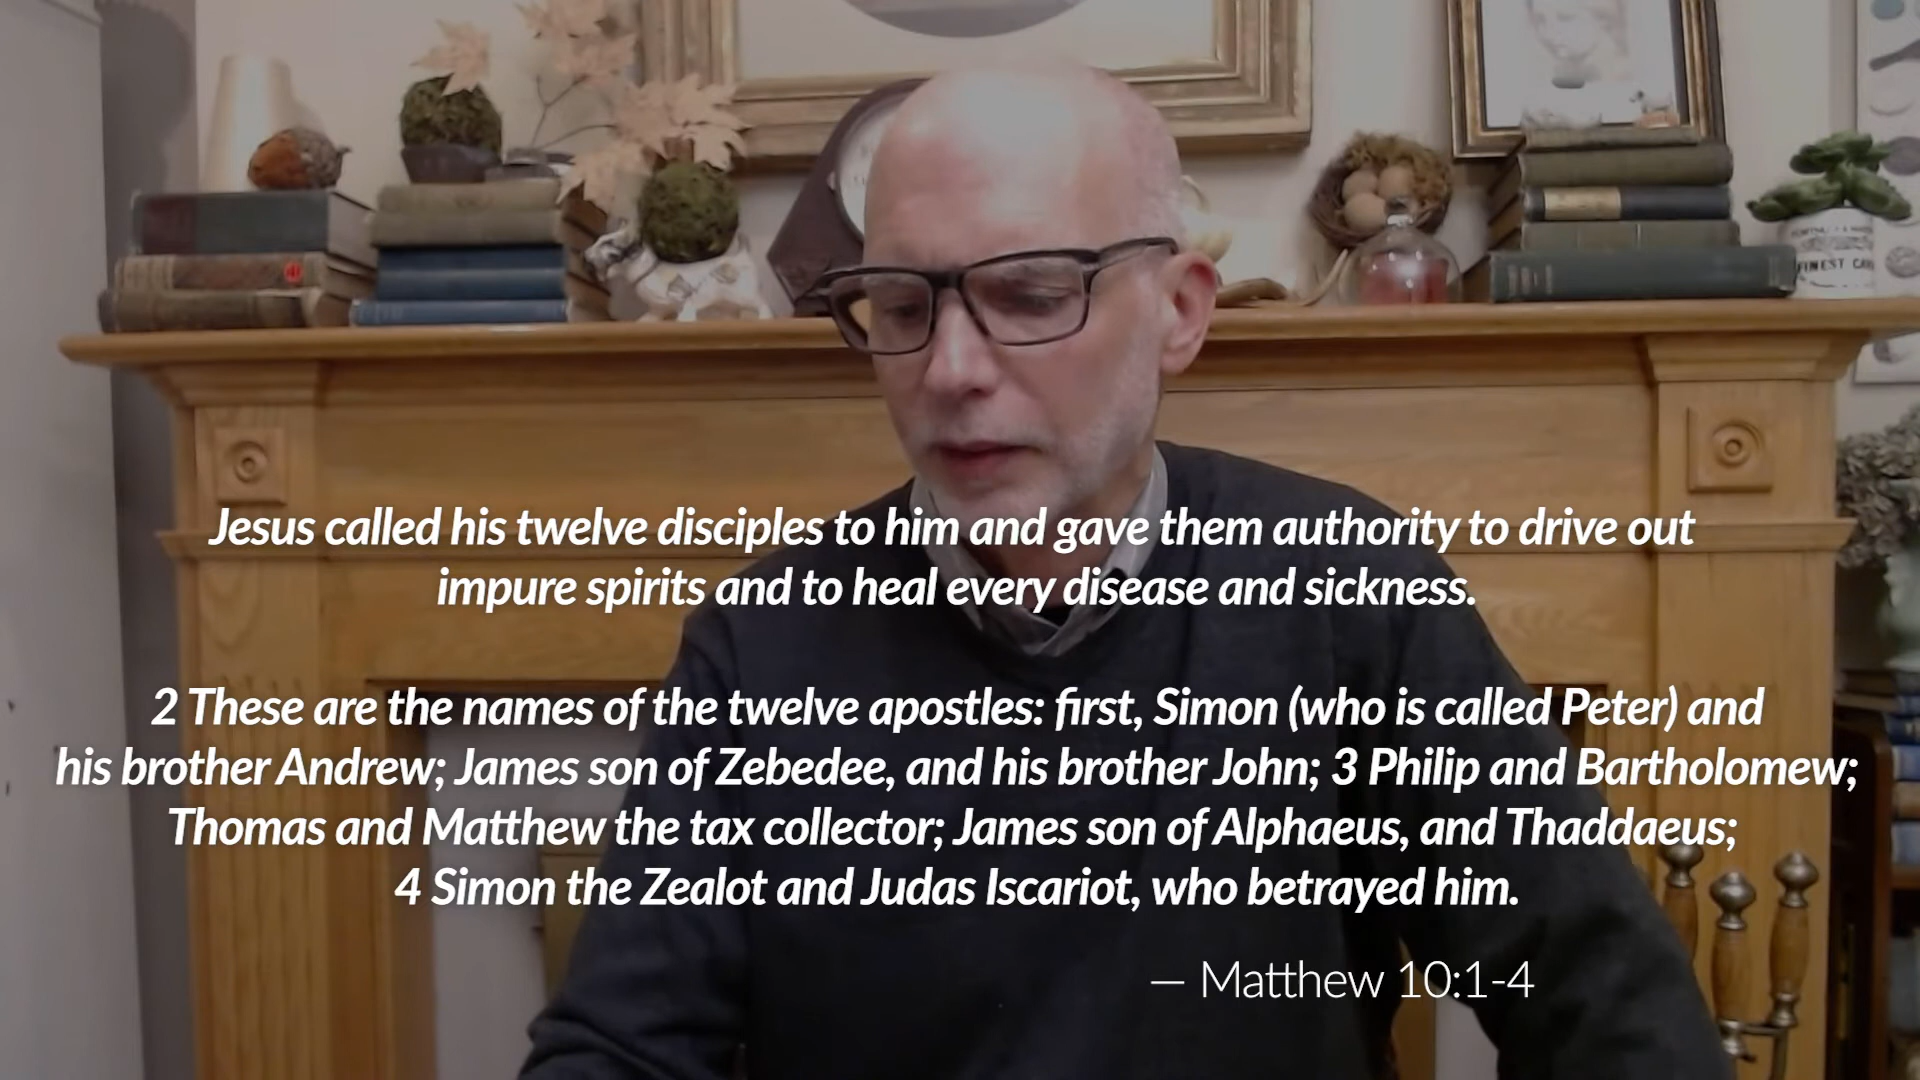 FINEST CA
Jesus called his twelve disciples to him and gave them authority to drive out
impure spirits and to heal every disease and sickness.
2 These are the names of the twelve apostles: first, Simon (who is called Peter) and
his brother Andrew; James son of Zebedee, and his brother John; 3 Philip and Bartholomew;
Thomas and Matthew the tax collector; James son of Alphaeus, and Thaddaeus;
4 Simon the Zealot and Judas Iscariot, who betrayed him.
— Matthew 10:1-4